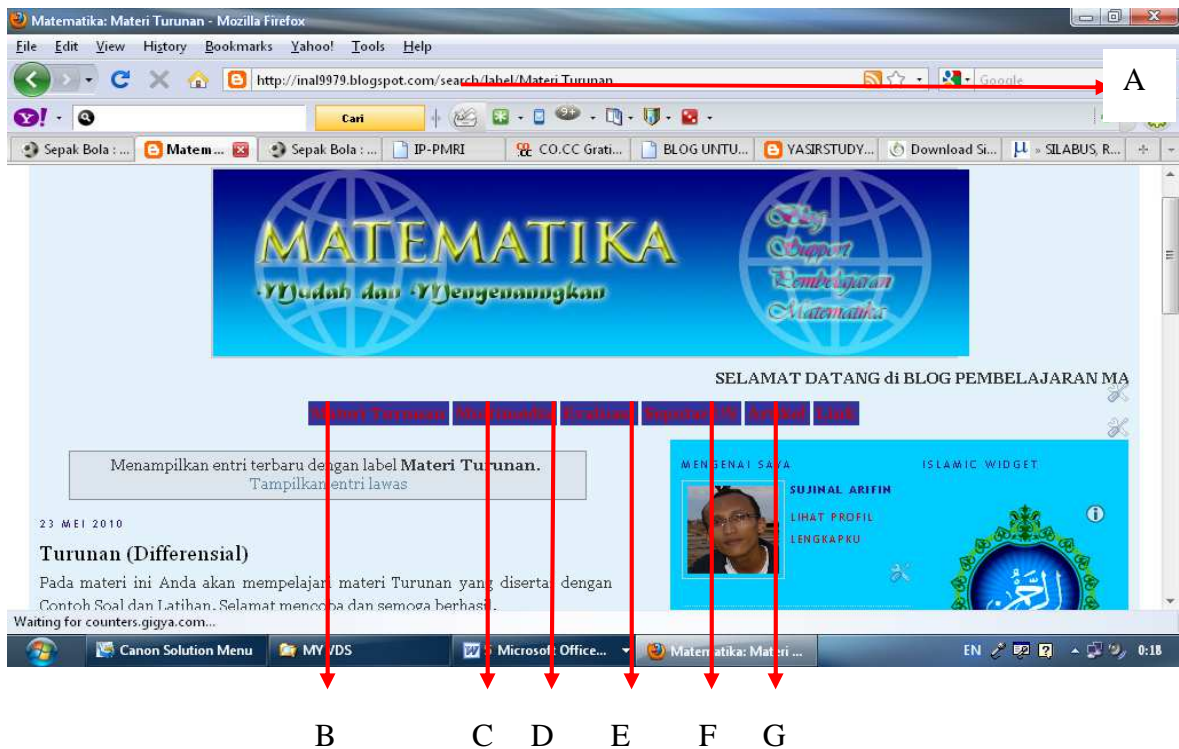 Matematika: Materi Turunan - Mozilla Firefox
File Edit View History Bookmarks Yahoo! Tools Help
http://inal9979.blogspot.com/search/label/Materi Turunan
Google
A
Cari
Sepak Bola : ... Matem... Sepak Bola : ... IP-PMRI CO.CC Grati... BLOG UNTU... YASIRSTUDY... Download Si... » SILABUS, R...
MATEMATIKA
Mudah dan Menyenangkan
Blog
Support
Pembelajaran
Matematika
SELAMAT DATANG di BLOG PEMBELAJARAN MA
Materi Turunan Multimedia Evaluasi Seputar UN Artikel Link
Menampilkan entri terbaru dengan label Materi Turunan.
Tampilkan entri lawas
MENGENAI SAYA
SUJINAL ARIFIN
LIHAT PROFIL
LENGKAPKU
ISLAMIC WIDGET
23 MEI 2010
Turunan (Differensial)
Pada materi ini Anda akan mempelajari materi Turunan yang disertai dengan
Contoh Soal dan Latihan. Selamat mencoba dan semoga berhasil.
Waiting for counters.gigya.com...
Canon Solution Menu MY VDS 5 Microsoft Office... Matematika: Materi ... EN 0:18
B C D E F G